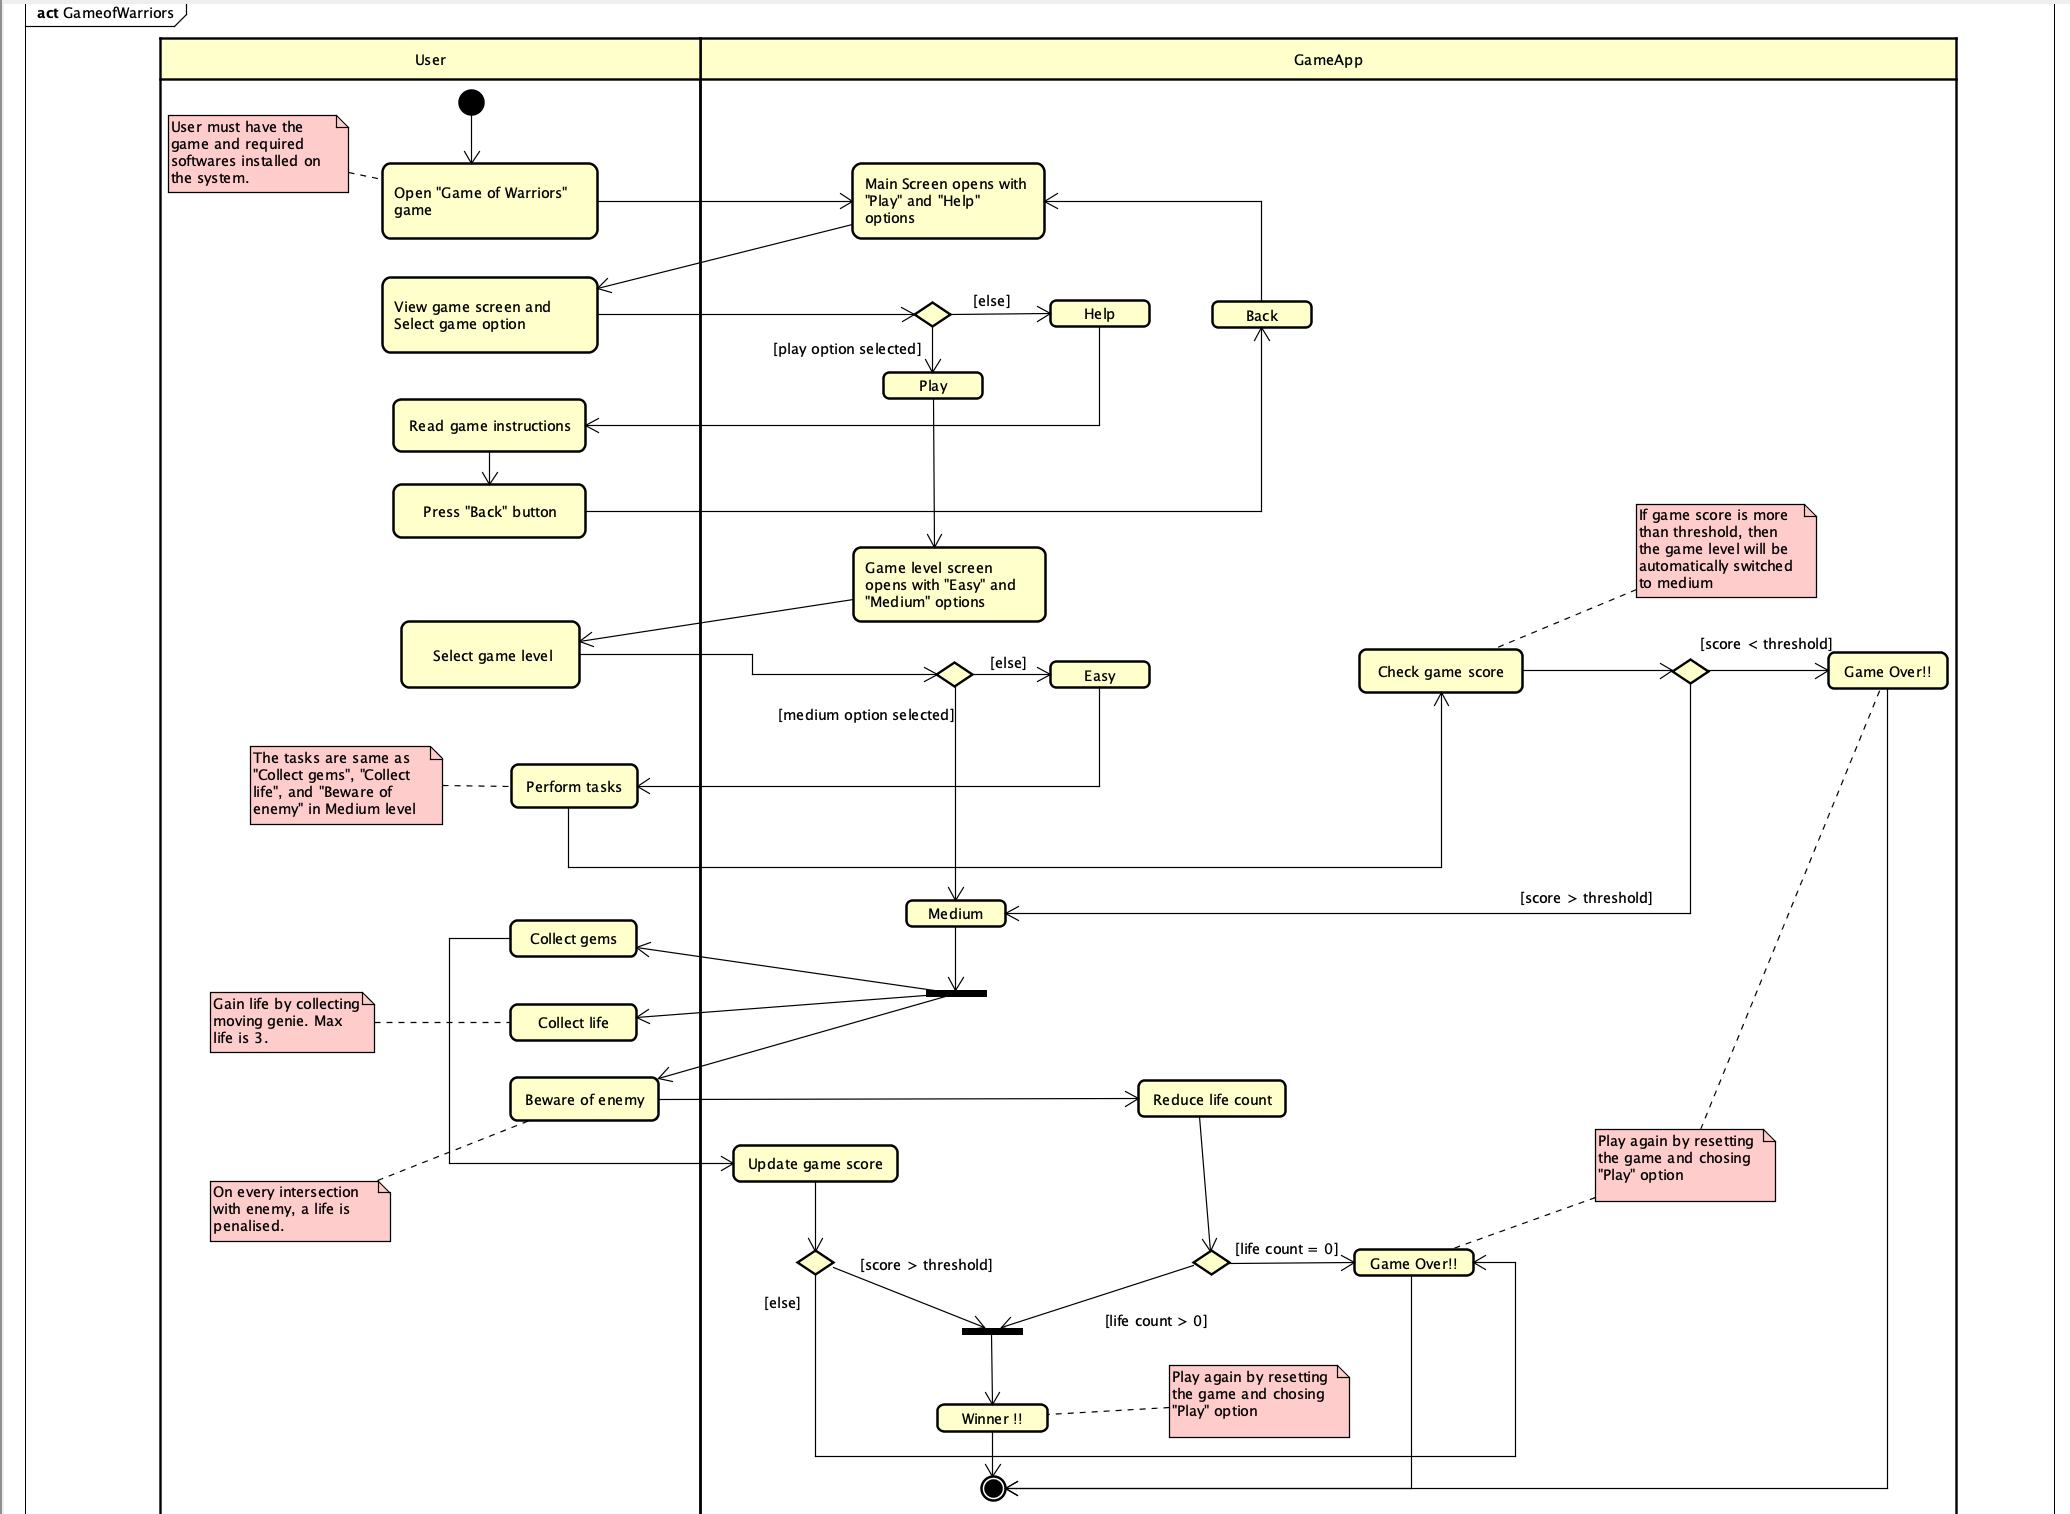 act GameofWarriors
User
GameApp
User must have the
game and required
softwares installed on
the system.
Open "Game of Warriors"
game
Main Screen opens with
"Play" and "Help"
options
View game screen and
Select game option
[else]
Help
Back
[play option selected]
Play
Read game instructions
Press "Back" button
If game score is more
than threshold, then
the game level will be
automatically switched
to medium
Game level screen
opens with "Easy" and
"Medium" options
Select game level
[else]
Easy
Check game score
[score < threshold]
Game Over!!
[medium option selected]
The tasks are same as
"Collect gems", "Collect
life", and "Beware of
enemy" in Medium level
Perform tasks
[score > threshold]
Medium
Collect gems
Gain life by collecting
moving genie. Max
life is 3.
Collect life
Beware of enemy
Reduce life count
Play again by resetting
the game and chosing
"Play" option
Update game score
On every intersection
with enemy, a life is
penalised.
[score > threshold]
[life count = 0]
Game Over!!
[else]
[life count > 0]
Play again by resetting
the game and chosing
"Play" option
Winner !!